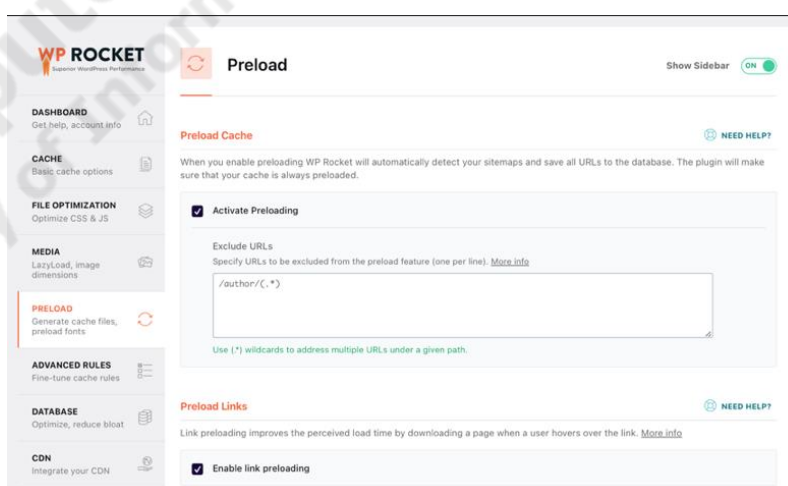 WP ROCKET
Superior WordPress Performance
Preload
Show Sidebar
ON
DASHBOARD
Get help, account info
CACHE
Basic cache options
FILE OPTIMIZATION
Optimize CSS & JS
MEDIA
LazyLoad, image
dimensions
PRELOAD
Generate cache files,
preload fonts
ADVANCED RULES
Fine-tune cache rules
DATABASE
Optimize, reduce bloat
CDN
Integrate your CDN
Preload Cache
NEED HELP?
When you enable preloading WP Rocket will automatically detect your sitemaps and save all URLs to the database. The plugin will make
sure that your cache is always preloaded.
Activate Preloading
Exclude URLs
Specify URLs to be excluded from the preload feature (one per line). More info
/author/(.*)
Use (.*) wildcards to address multiple URLs under a given path.
Preload Links
NEED HELP?
Link preloading improves the perceived load time by downloading a page when a user hovers over the link. More info
Enable link preloading